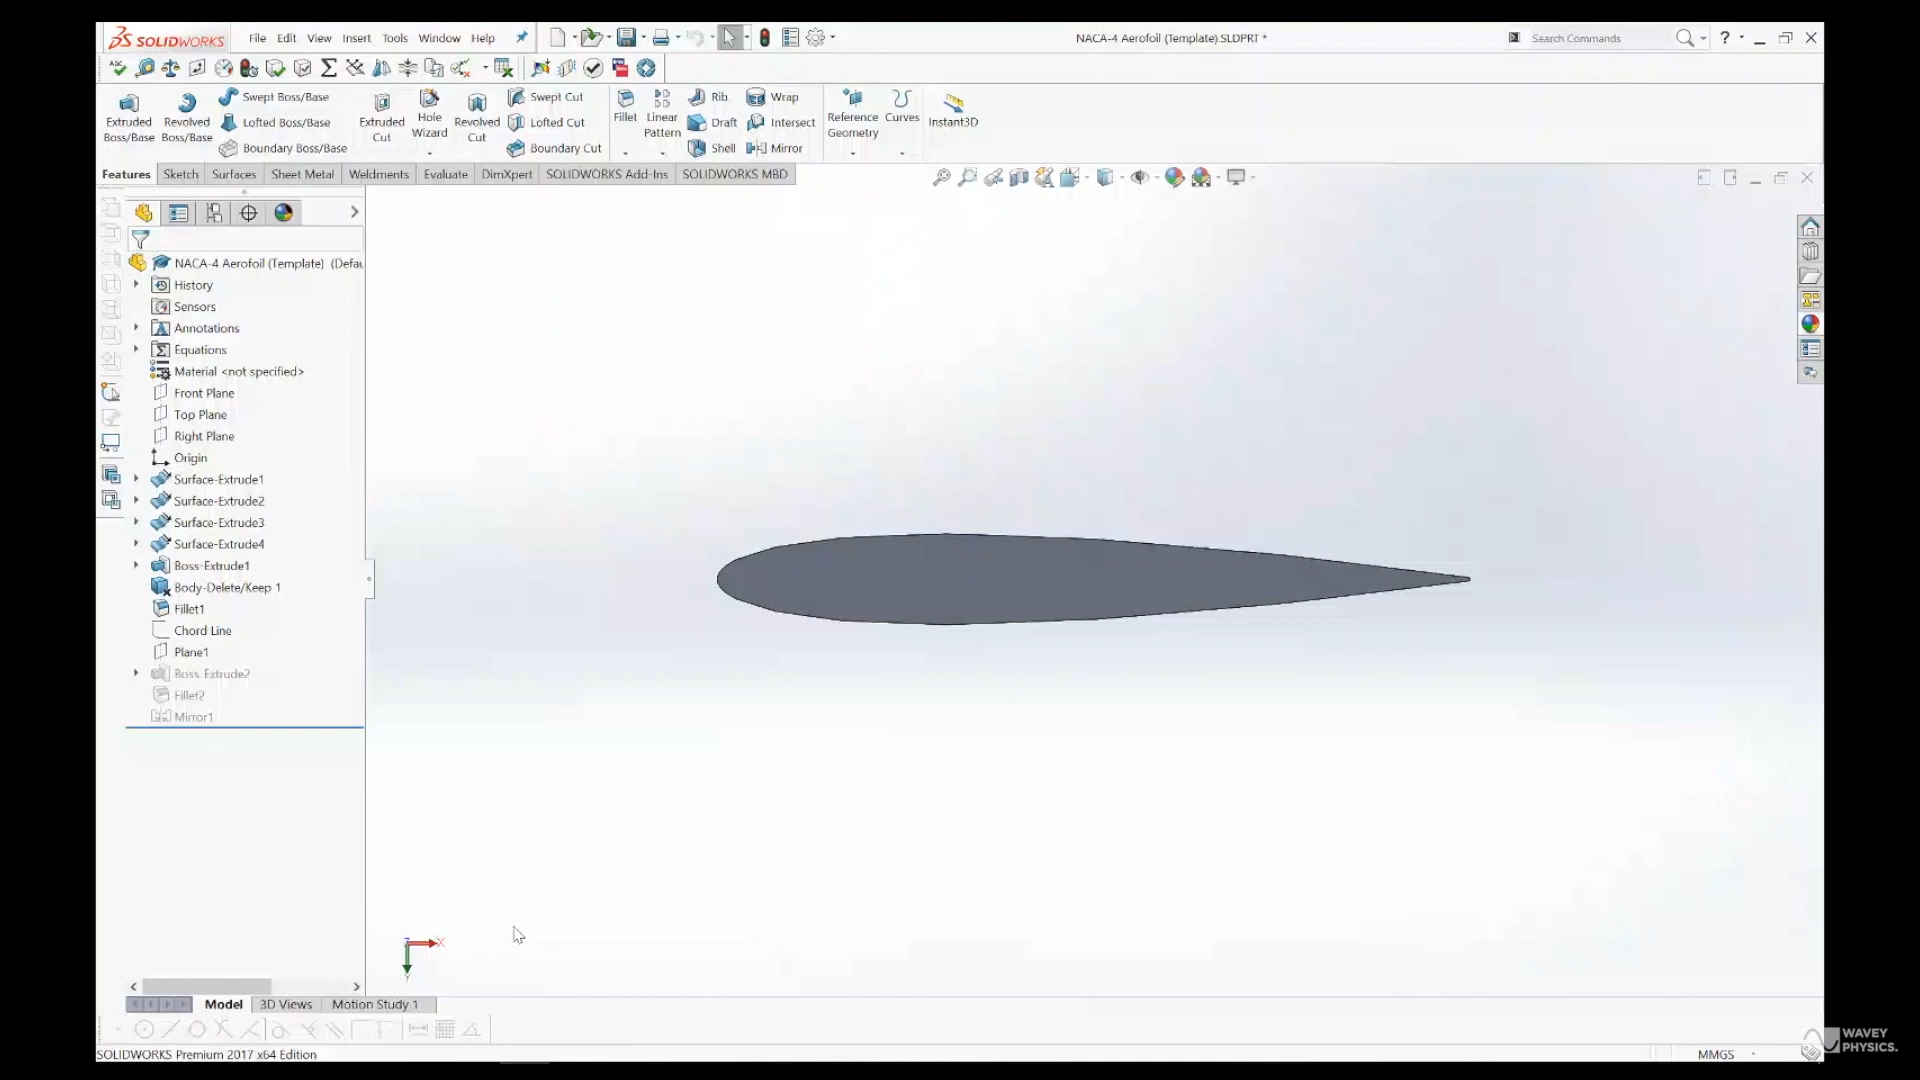 SOLIDWORKS File Edit View Insert Tools Window Help NACA-4 Aerofoil (Template).SLDPRT * Search Commands ?
Extruded Boss/Base
Revolved Boss/Base
Swept Boss/Base
Lofted Boss/Base
Boundary Boss/Base
Extruded Cut
Hole Wizard
Revolved Cut
Swept Cut
Lofted Cut
Boundary Cut
Fillet
Linear Pattern
Rib
Draft
Shell
Wrap
Intersect
Mirror
Reference Geometry
Curves
Instant3D
Features Sketch Surfaces Sheet Metal Weldments Evaluate DimXpert SOLIDWORKS Add-Ins SOLIDWORKS MBD
NACA-4 Aerofoil (Template) (Defau
History
Sensors
Annotations
Equations
Material <not specified>
Front Plane
Top Plane
Right Plane
Origin
Surface-Extrude1
Surface-Extrude2
Surface-Extrude3
Surface-Extrude4
Boss-Extrude1
Body-Delete/Keep 1
Fillet1
Chord Line
Plane1
Boss-Extrude2
Fillet2
Mirror1
X
Y
Model 3D Views Motion Study 1
SOLIDWORKS Premium 2017 x64 Edition
MMGS
WAVEY
PHYSICS.